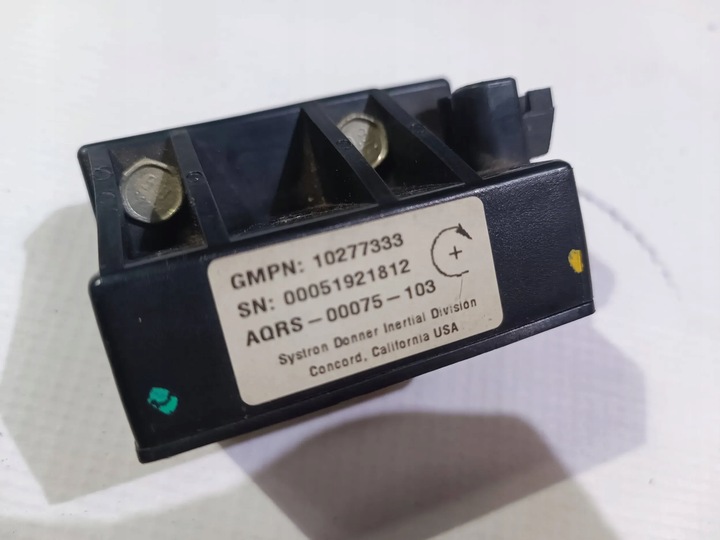 GMPN: 10277333
SN: 00051921812
AQRS-00075-103
+
Systron Donner Inertial Division
Concord, California USA